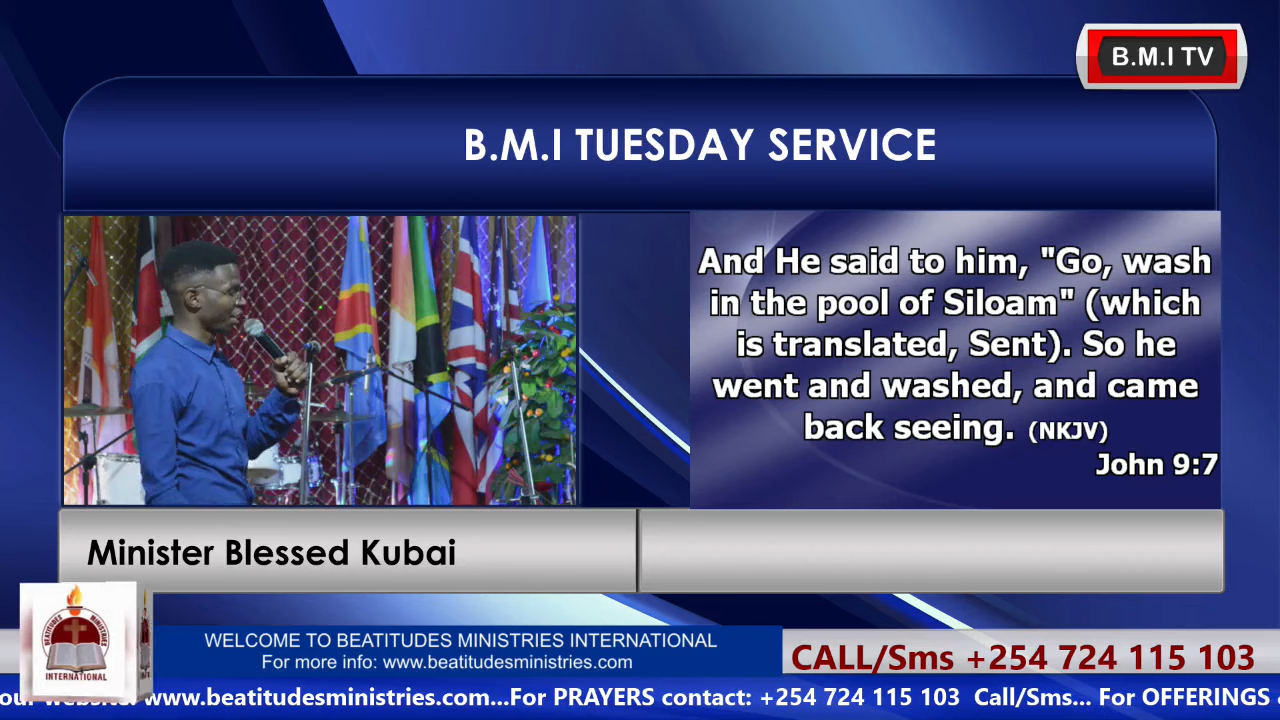 B.M.I TV
B.M.I TUESDAY SERVICE
And He said to him, "Go, wash
in the pool of Siloam" (which
is translated, Sent). So he
went and washed, and came
back seeing. (NKJV)
John 9:7
Minister Blessed Kubai
BEATITUDES MINISTRIES
INTERNATIONAL
WELCOME TO BEATITUDES MINISTRIES INTERNATIONAL
For more info: www.beatitudesministries.com
CALL/Sms +254 724 115 103
www.beatitudesministries.com...For PRAYERS contact: +254 724 115 103 Call/Sms... For OFFERINGS